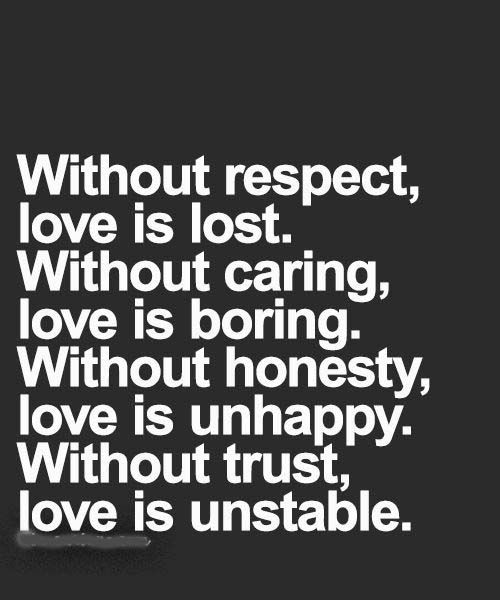 Without respect,
love is lost.
Without caring,
love is boring.
Without honesty,
love is unhappy.
Without trust,
love is unstable.